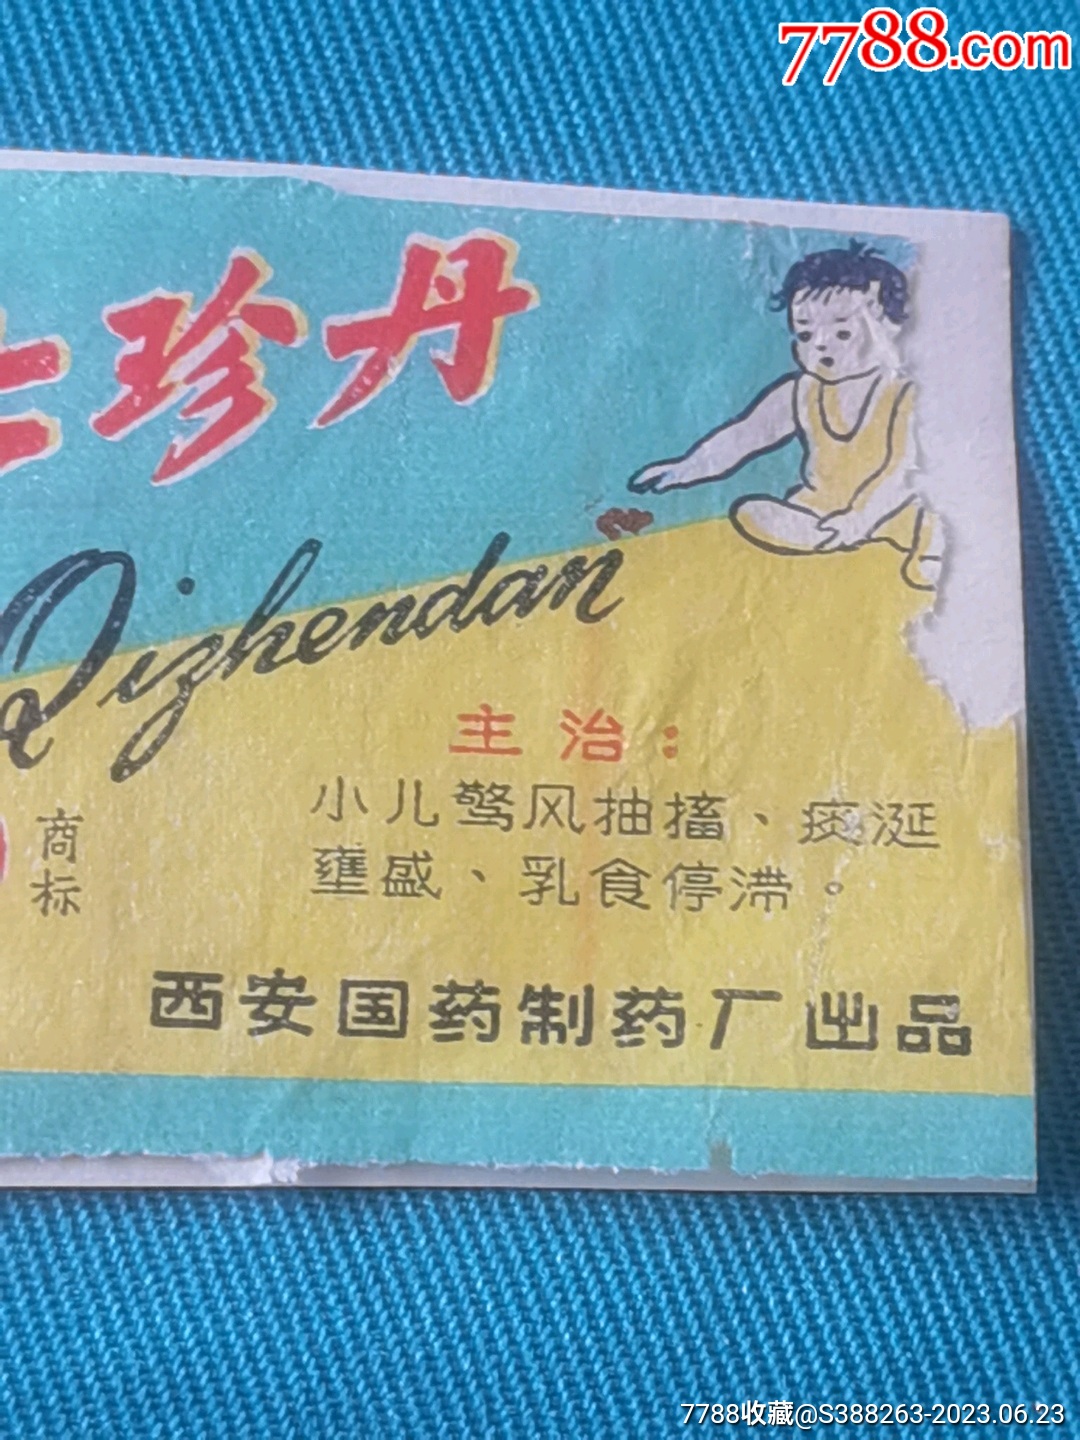 7788.com
珍丹
Qizhendan
主治：
小儿驚风抽搐、痰涎
壅盛、乳食停滞。
商标
西安国药制药厂出品
7788收藏@S388263-2023.06.23